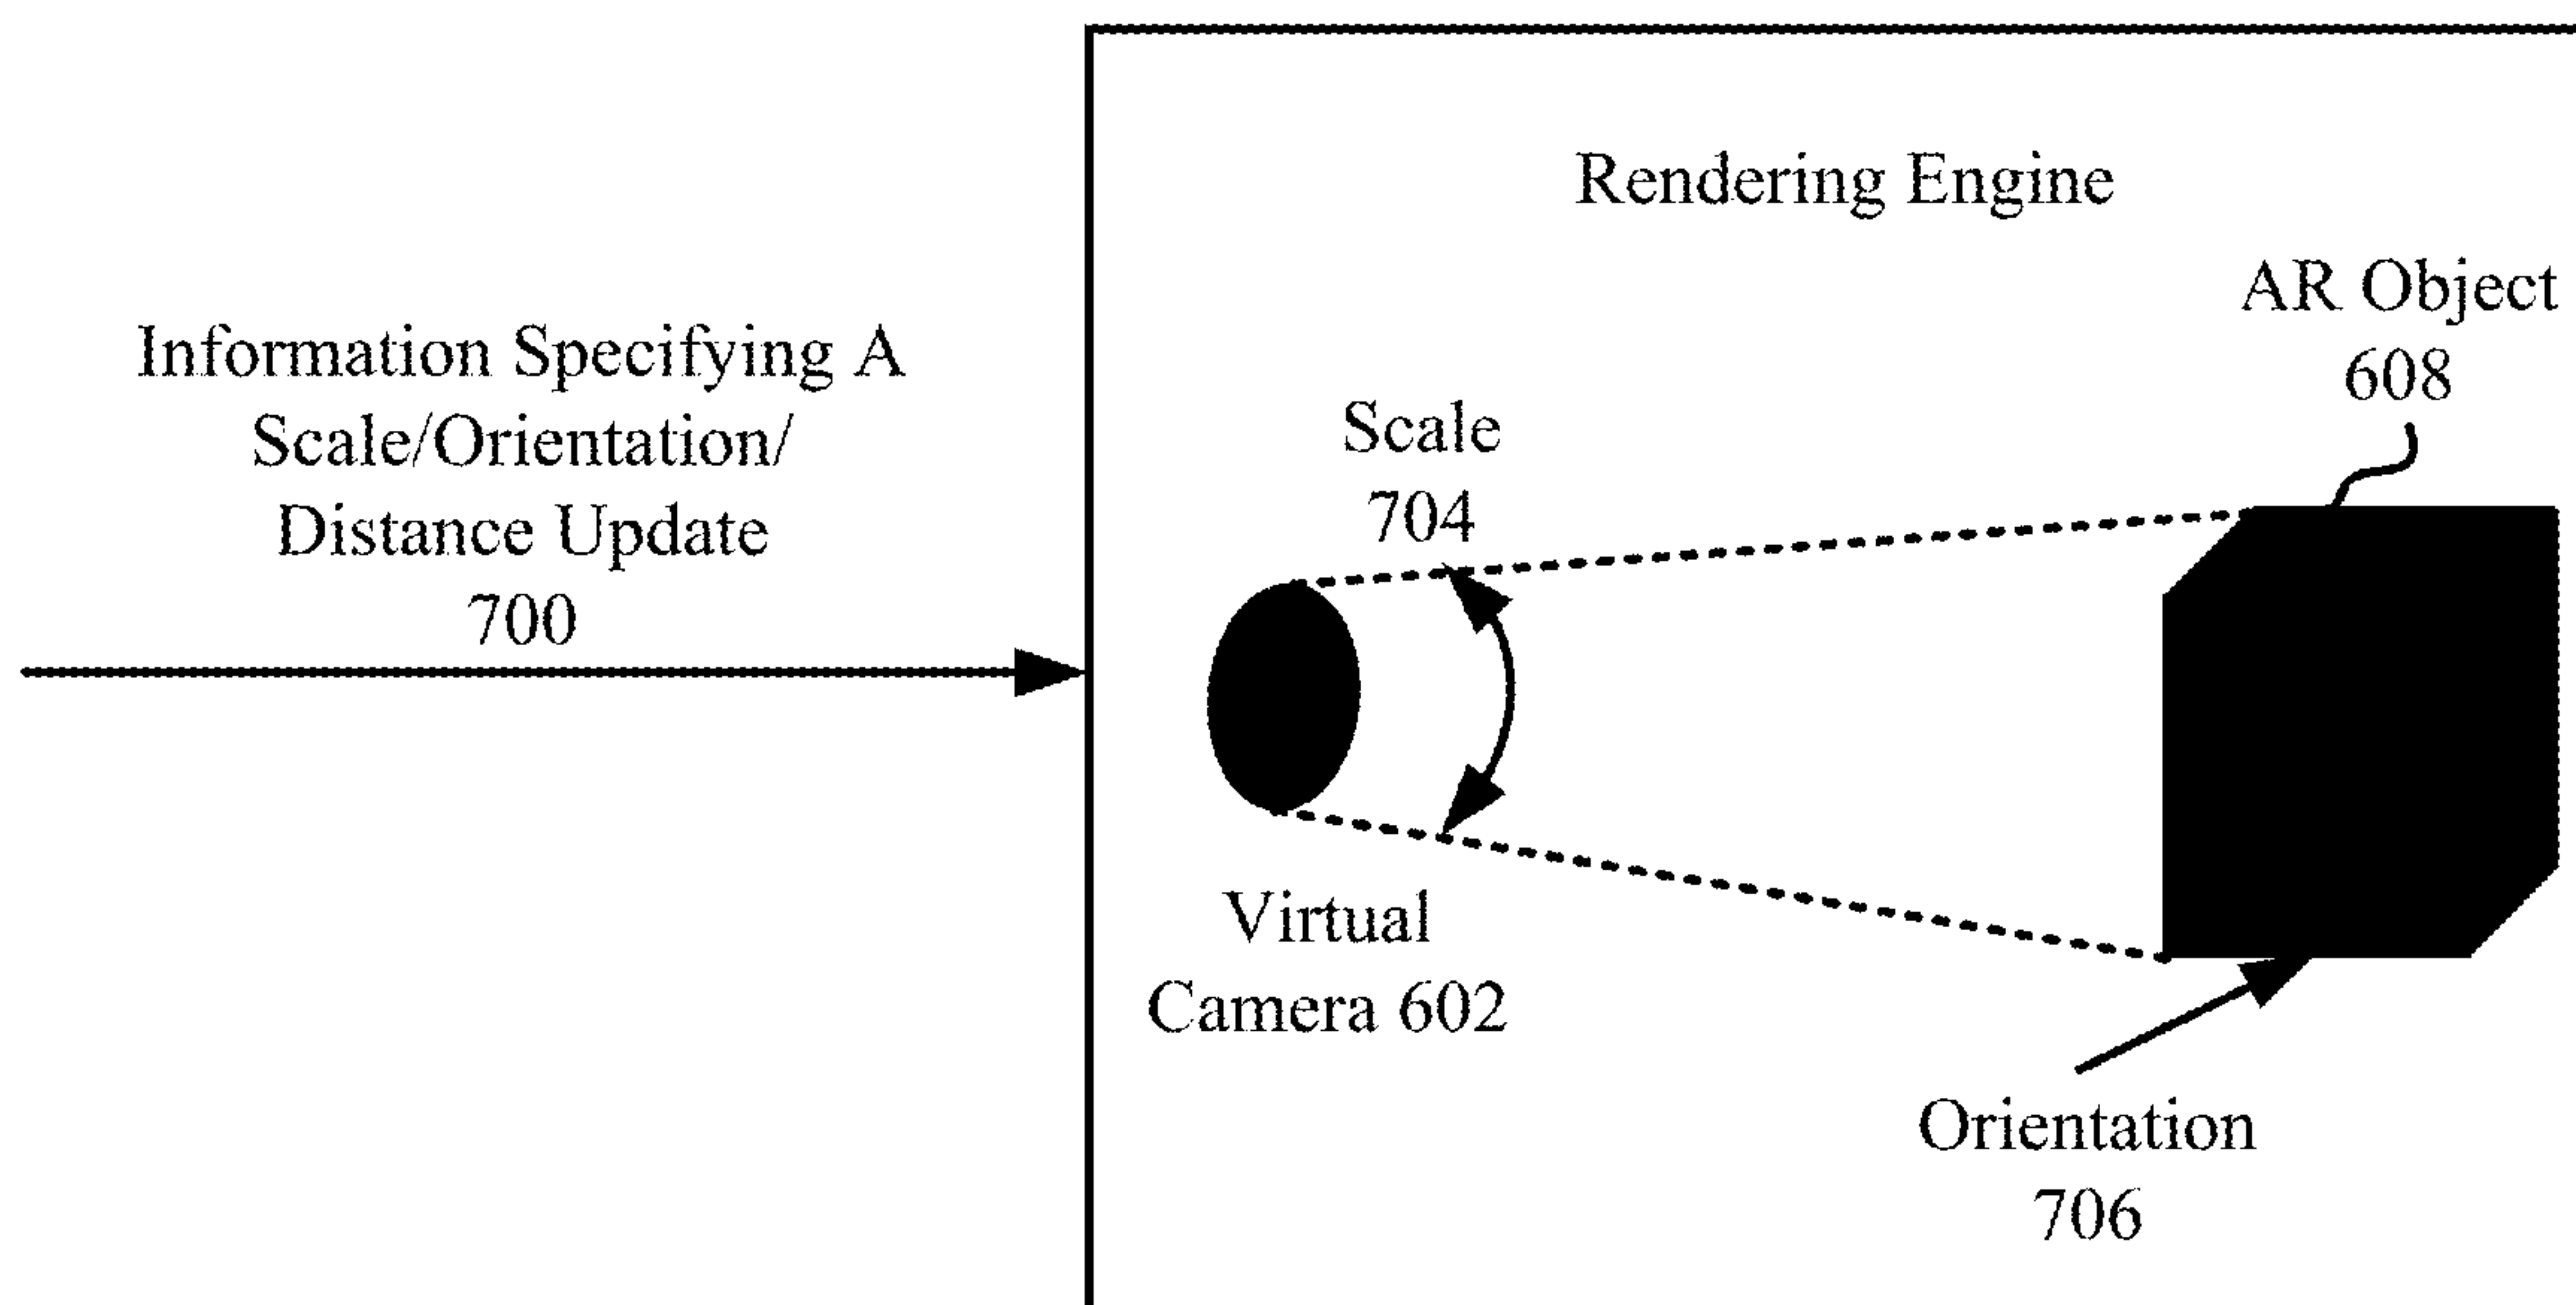 Information Specifying A
Scale/Orientation/
Distance Update
700
Rendering Engine
AR Object
608
Scale
704
Virtual
Camera 602
Orientation
706